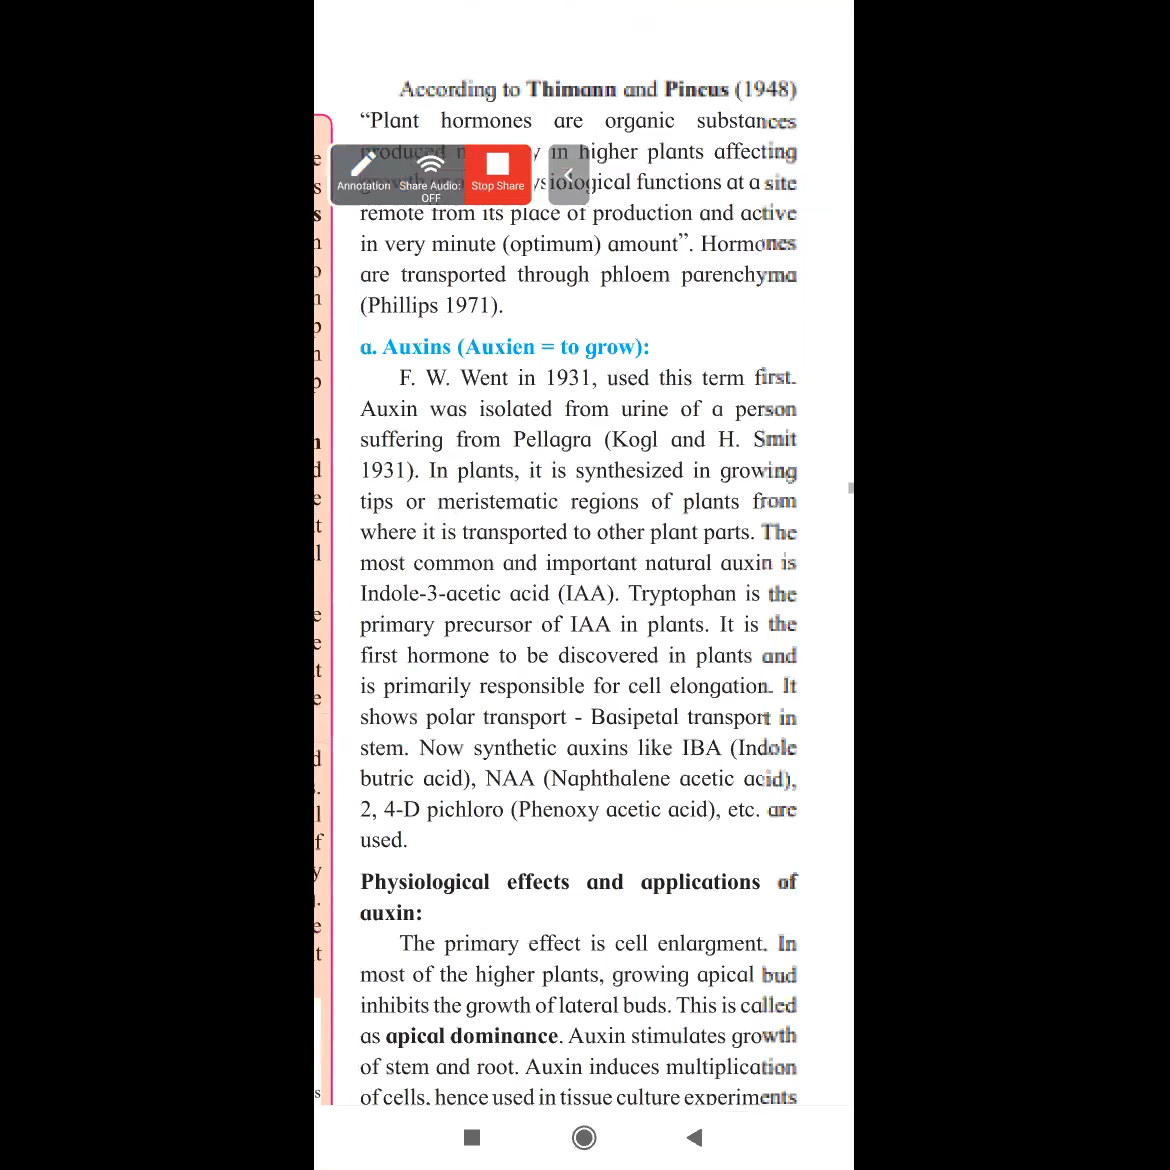 According to Thimann and Pincus (1948)
“Plant hormones are organic substances
produced in higher plants affecting
Annotation Share Audio: OFF Stop Share
functions at a site
remote from its place of production and active
in very minute (optimum) amount”. Hormones
are transported through phloem parenchyma
(Phillips 1971).
a. Auxins (Auxien = to grow):
F. W. Went in 1931, used this term first.
Auxin was isolated from urine of a person
suffering from Pellagra (Kogl and H. Smit
1931). In plants, it is synthesized in growing
tips or meristematic regions of plants from
where it is transported to other plant parts. The
most common and important natural auxin is
Indole-3-acetic acid (IAA). Tryptophan is the
primary precursor of IAA in plants. It is the
first hormone to be discovered in plants and
is primarily responsible for cell elongation. It
shows polar transport - Basipetal transport in
stem. Now synthetic auxins like IBA (Indole
butric acid), NAA (Naphthalene acetic acid),
2, 4-D pichloro (Phenoxy acetic acid), etc. are
used.
Physiological effects and applications of
auxin:
The primary effect is cell enlargment. In
most of the higher plants, growing apical bud
inhibits the growth of lateral buds. This is called
as apical dominance. Auxin stimulates growth
of stem and root. Auxin induces multiplication
of cells, hence used in tissue culture experiments